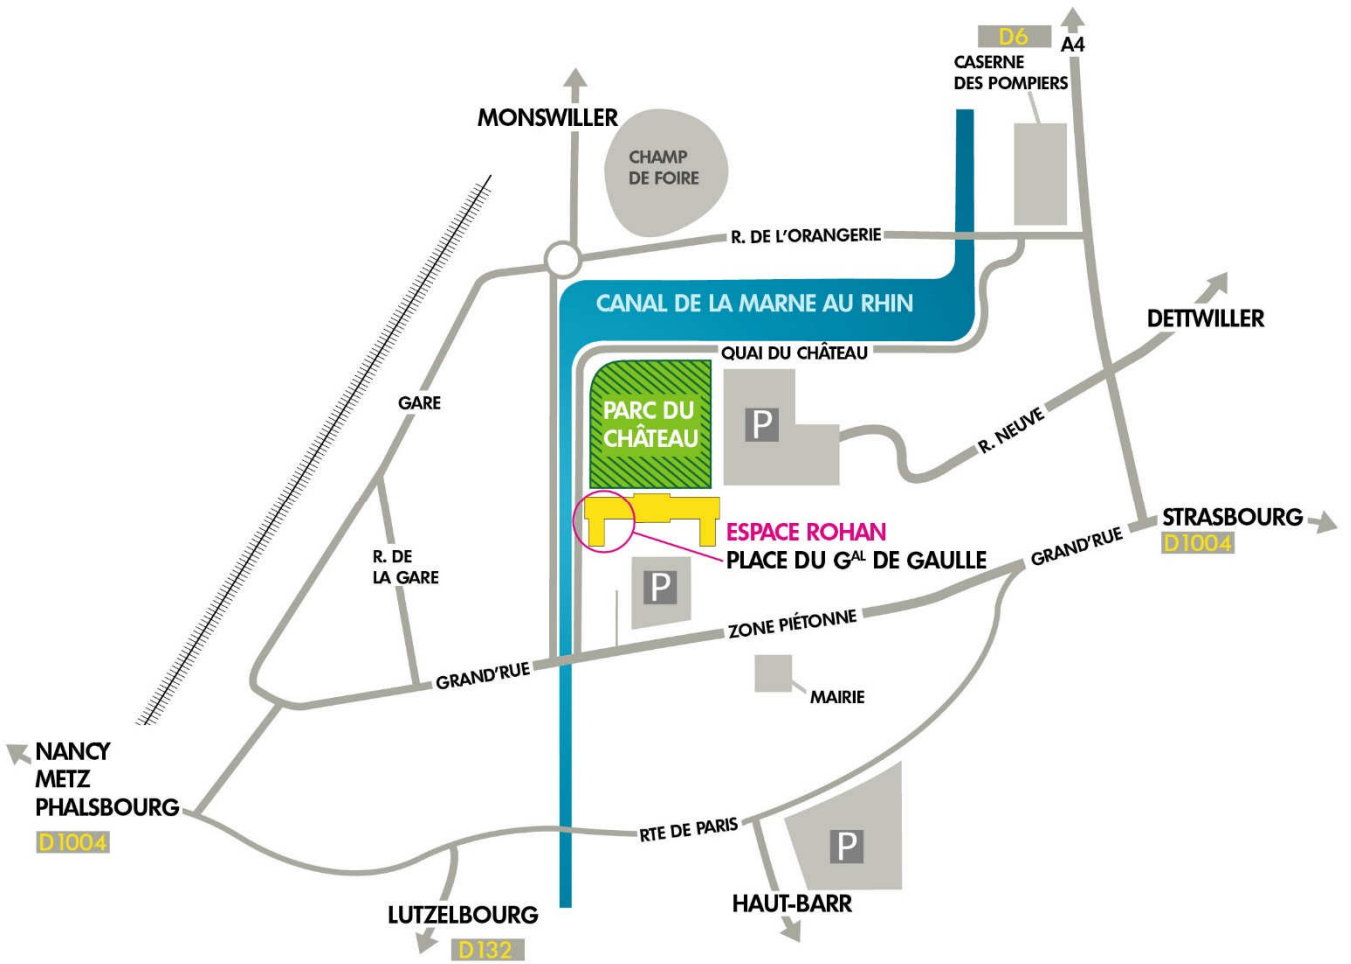 D6
A4
CASERNE
DES POMPIERS
MONSWILLER
CHAMP
DE FOIRE
R. DE L'ORANGERIE
CANAL DE LA MARNE AU RHIN
DETTWILLER
QUAI DU CHÂTEAU
GARE
PARC DU
CHÂTEAU
P
R. NEUVE
ESPACE ROHAN
PLACE DU GAL DE GAULLE
STRASBOURG
D1004
GRAND'RUE
R. DE
LA GARE
P
ZONE PIÉTONNE
GRAND'RUE
MAIRIE
NANCY
METZ
PHALSBOURG
D1004
RTE DE PARIS
P
HAUT-BARR
LUTZELBOURG
D132